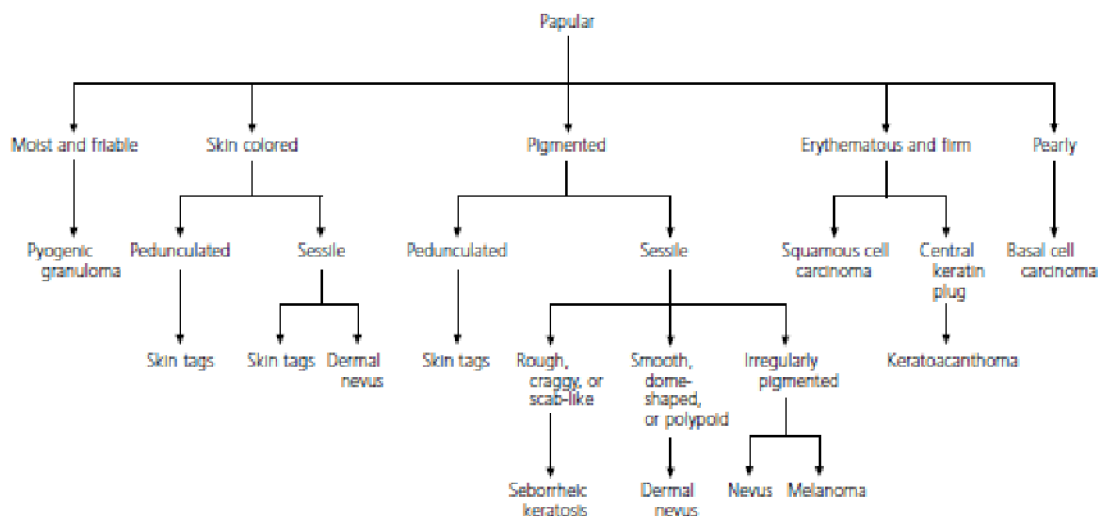 Papular
Moist and friable
Skin colored
Pigmented
Erythematous and firm
Pearly
Pyogenic
granuloma
Pedunculated
Sessile
Pedunculated
Sessile
Squamous cell
carcinoma
Central
keratin
plug
Basal cell
carcinoma
Skin tags
Skin tags
Dermal
nevus
Skin tags
Rough,
craggy, or
scab-like
Smooth,
dome-
shaped,
or polypoid
Irregularly
pigmented
Keratoacanthoma
Seborrheic
keratosis
Dermal
nevus
Nevus
Melanoma